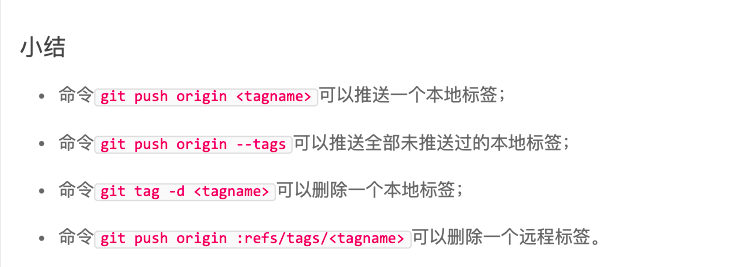 小结
• 命令git push origin <tagname>可以推送一个本地标签；
• 命令git push origin --tags可以推送全部未推送过的本地标签；
• 命令git tag -d <tagname>可以删除一个本地标签；
• 命令git push origin :refs/tags/<tagname>可以删除一个远程标签。